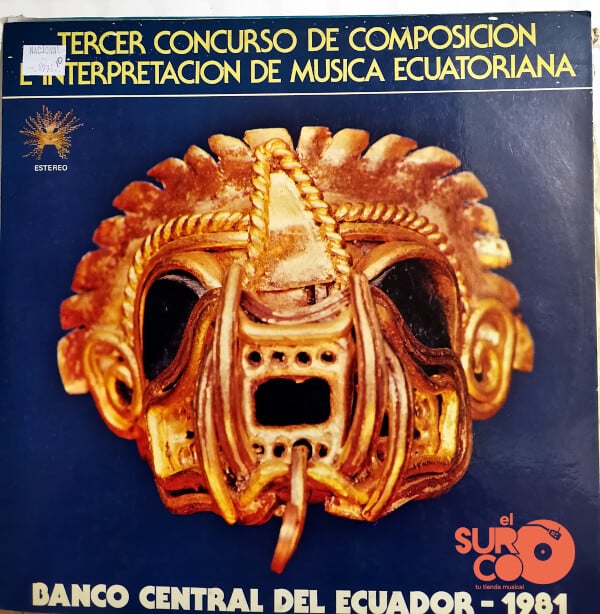 TERCER CONCURSO DE COMPOSICION
E INTERPRETACION DE MUSICA ECUATORIANA
NACIONAL
ESTEREO
el
SURCO
tu tienda musical
BANCO CENTRAL DEL ECUADOR - 1981